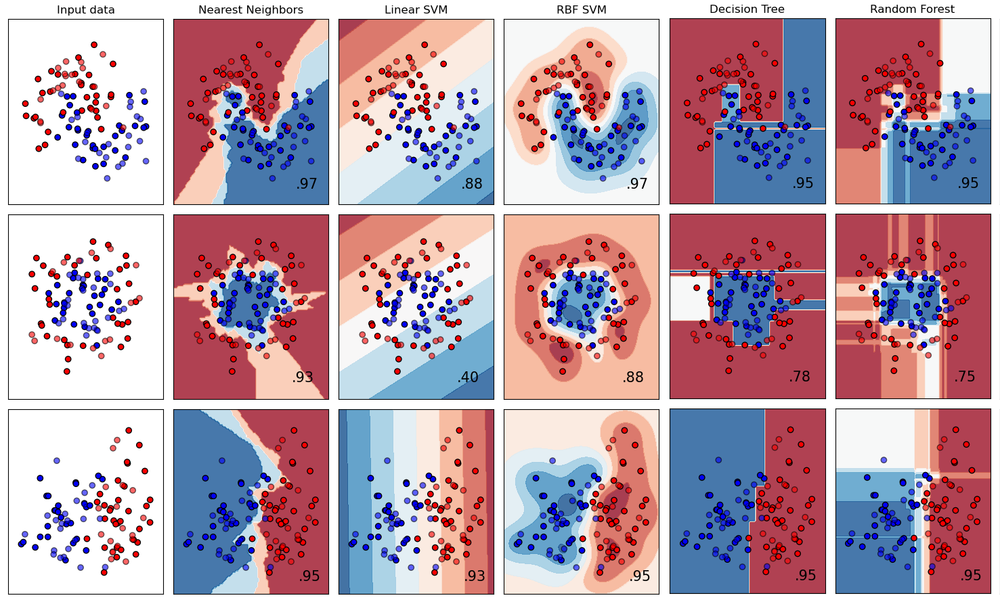 Input data
Nearest Neighbors
Linear SVM
RBF SVM
Decision Tree
Random Forest
.97
.88
.97
.95
.95
.93
.40
.88
.78
.75
.95
.93
.95
.95
.95